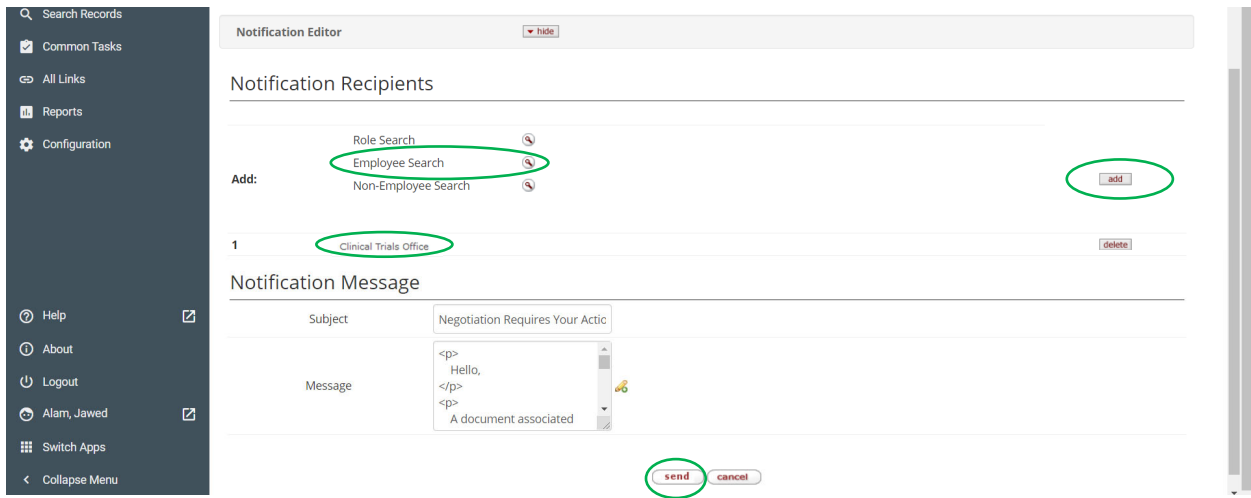 Search Records
Common Tasks
All Links
Reports
Configuration
Help
About
Logout
Alam, Jawed
Switch Apps
Collapse Menu
Notification Editor
hide
Notification Recipients
Add:
Role Search
Employee Search
Non-Employee Search
add
1 Clinical Trials Office delete
Notification Message
Subject Negotiation Requires Your Actio
Message
<p>
Hello,
</p>
<p>
A document associated
send cancel